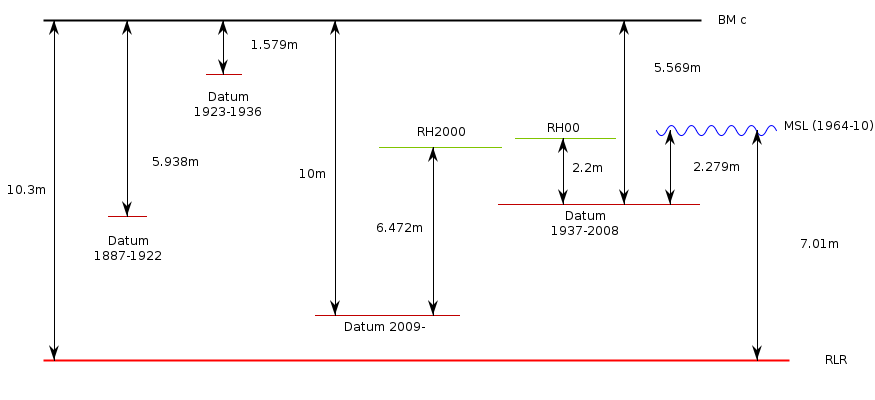 BM c
1.579m
5.569m
Datum
1923-1936
MSL (1964-10)
RH2000
RH00
5.938m
10m
2.2m
2.279m
10.3m
Datum
1937-2008
6.472m
Datum
1887-1922
7.01m
Datum 2009-
RLR